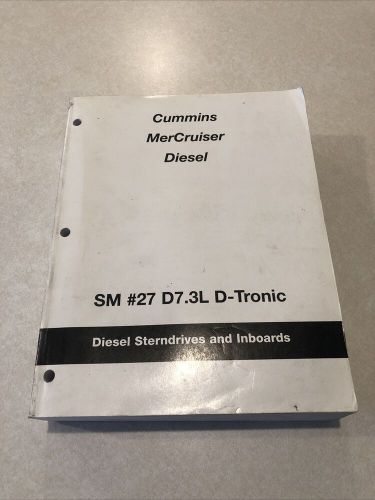 Cummins
MerCruiser
Diesel
SM #27 D7.3L D-Tronic
Diesel Sterndrives and Inboards